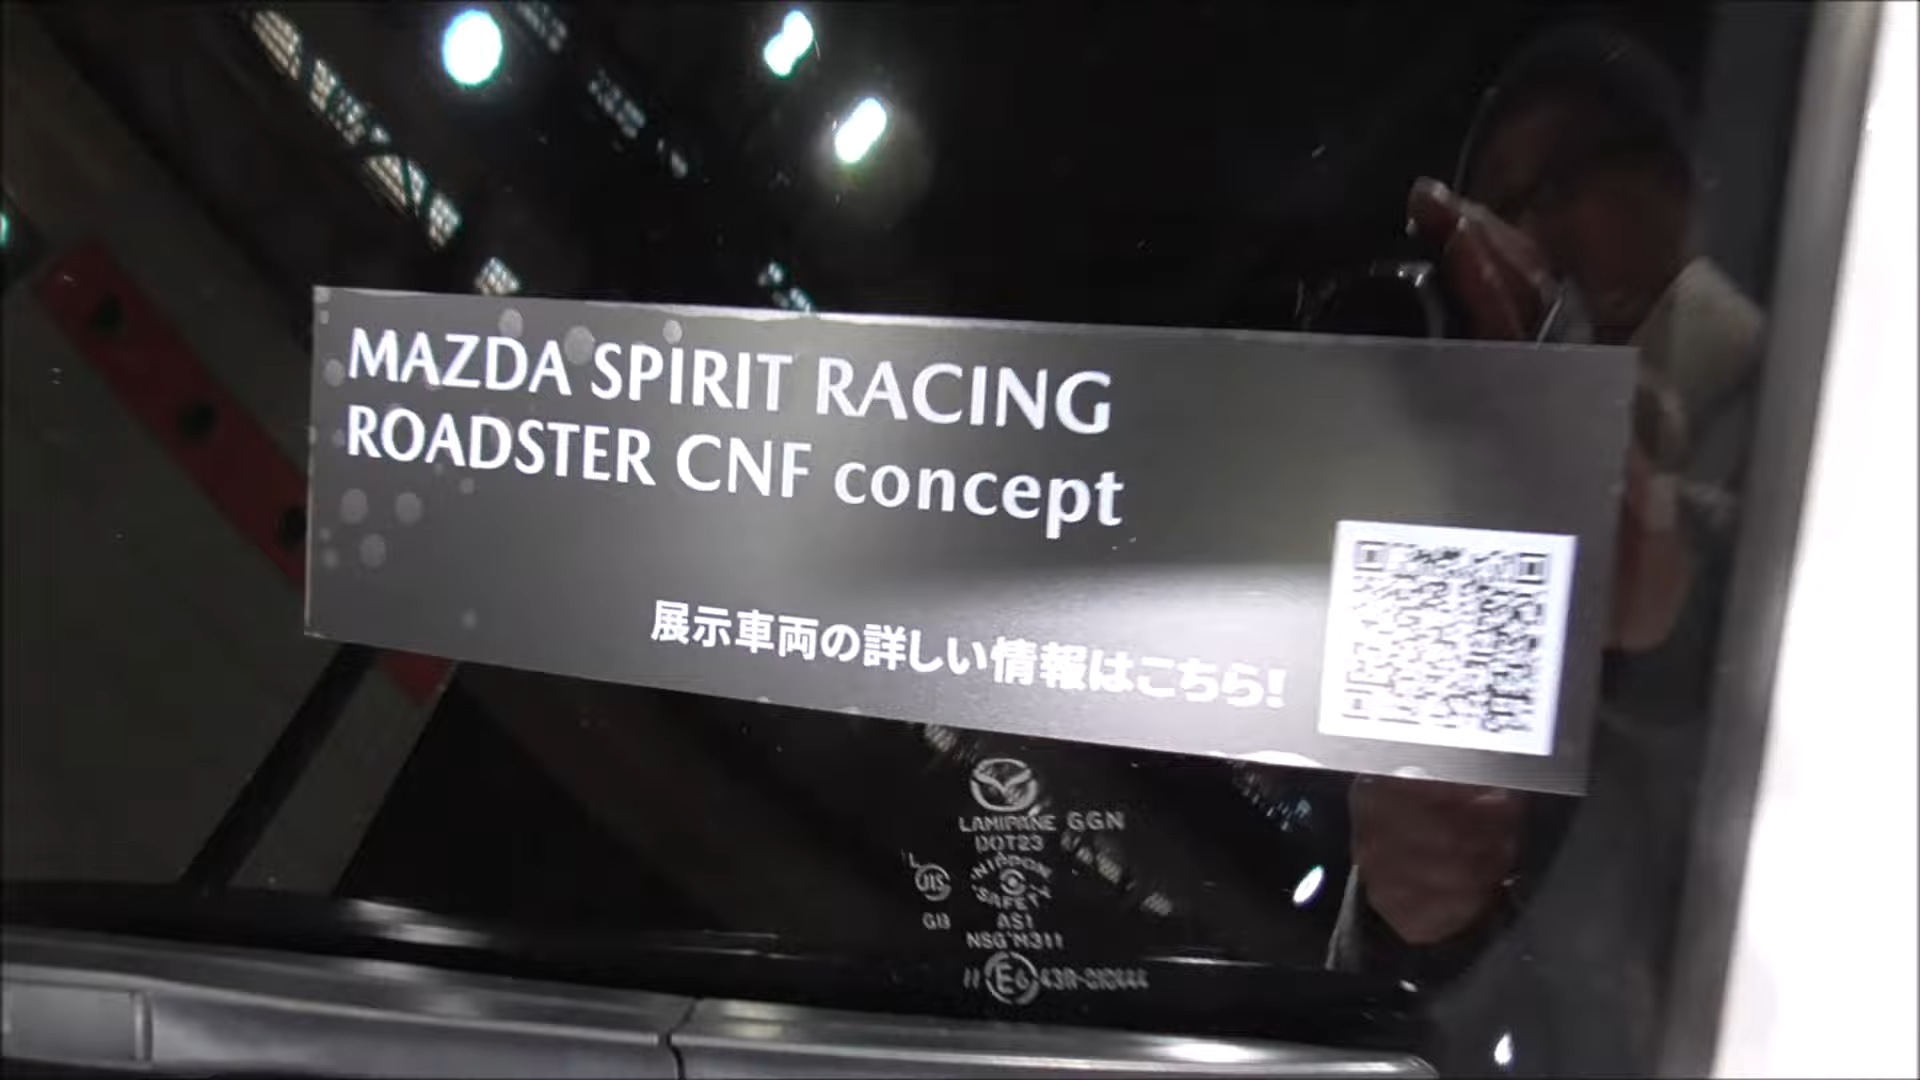 MAZDA SPIRIT RACING
ROADSTER CNF concept
展示車両の詳しい情報はこちら!
LAMIPANE GGN
DOT23
NIPPON
JIS
SAFETY
AS1
NSG M311
E6